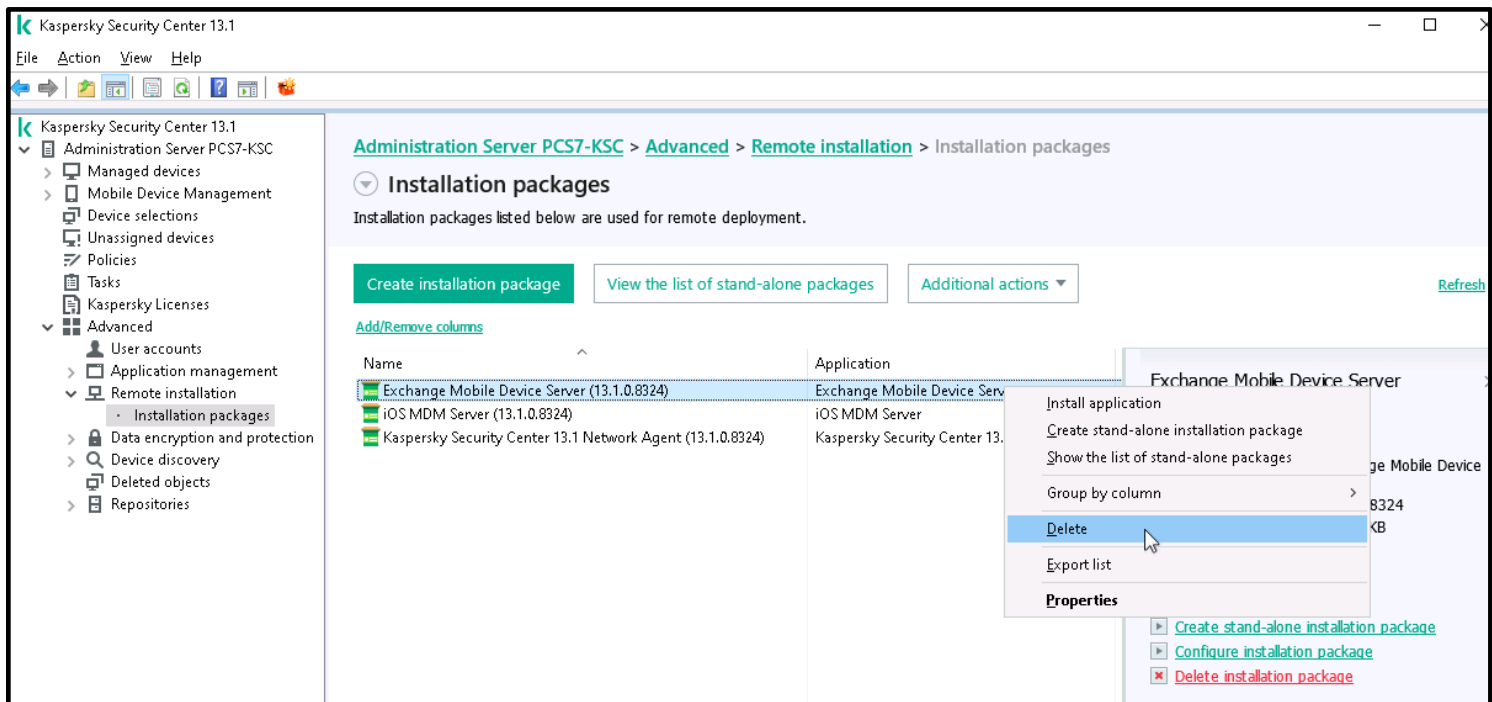 Kaspersky Security Center 13.1
File Action View Help
Kaspersky Security Center 13.1
Administration Server PCS7-KSC
Managed devices
Mobile Device Management
Device selections
Unassigned devices
Policies
Tasks
Kaspersky Licenses
Advanced
User accounts
Application management
Remote installation
Installation packages
Data encryption and protection
Device discovery
Deleted objects
Repositories
Administration Server PCS7-KSC > Advanced > Remote installation > Installation packages
Installation packages
Installation packages listed below are used for remote deployment.
Create installation package View the list of stand-alone packages Additional actions
Refresh
Add/Remove columns
Name Application
Exchange Mobile Device Server (13.1.0.8324) Exchange Mobile Device Serv
iOS MDM Server (13.1.0.8324) iOS MDM Server
Kaspersky Security Center 13.1 Network Agent (13.1.0.8324) Kaspersky Security Center 13.
Install application
Create stand-alone installation package
Show the list of stand-alone packages
Group by column
Delete
Export list
Properties
Exchange Mobile Device Server
ge Mobile Device
8324
KB
Create stand-alone installation package
Configure installation package
Delete installation package